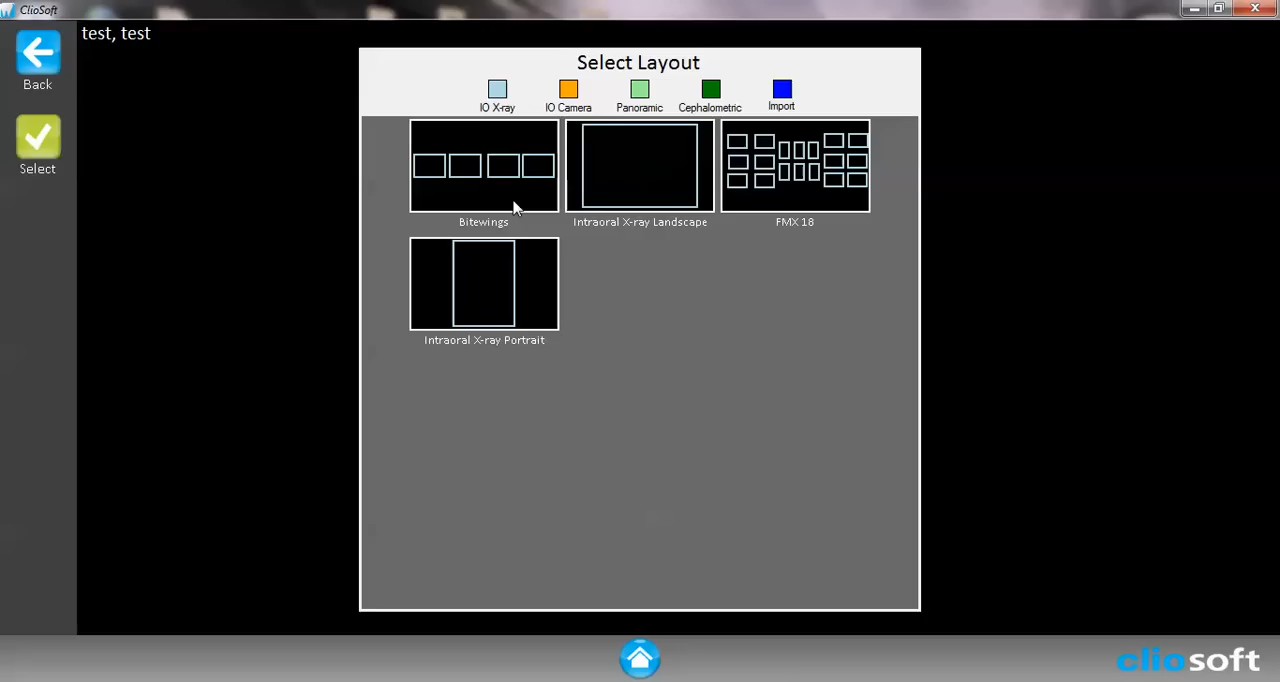 ClioSoft
test, test
Back
Select
Select Layout
IO X-ray
IO Camera
Panoramic
Cephalometric
Import
Bitewings
Intraoral X-ray Landscape
FMX 18
Intraoral X-ray Portrait
cliosoft